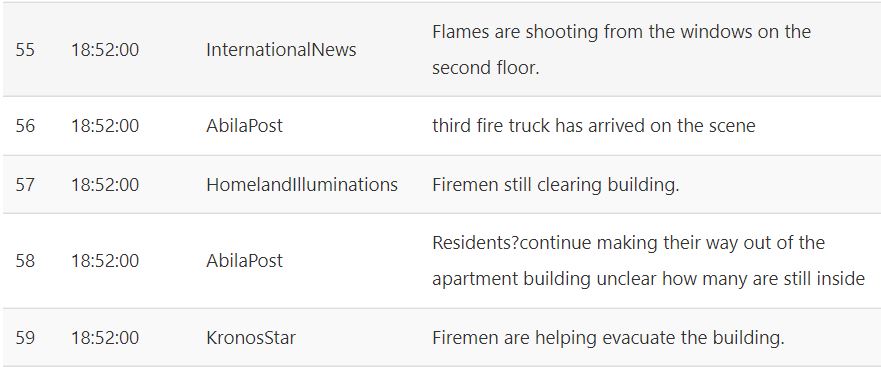 55 18:52:00 InternationalNews Flames are shooting from the windows on the
second floor.
56 18:52:00 AbilaPost third fire truck has arrived on the scene
57 18:52:00 HomelandIlluminations Firemen still clearing building.
58 18:52:00 AbilaPost Residents?continue making their way out of the
apartment building unclear how many are still inside
59 18:52:00 KronosStar Firemen are helping evacuate the building.